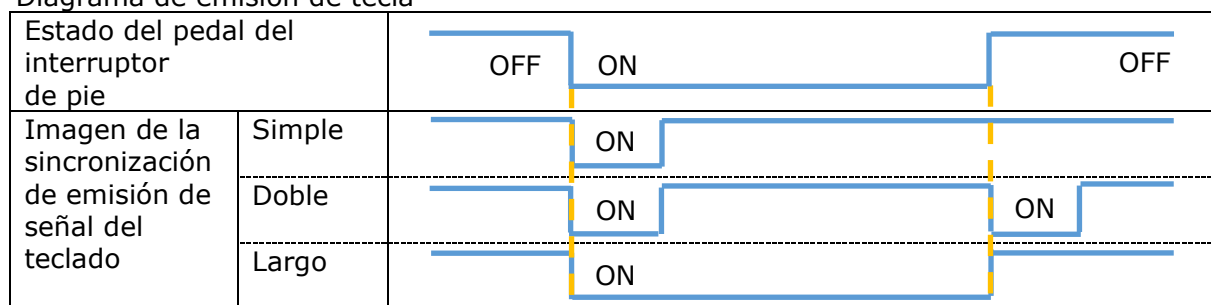 Diagrama de emisión de tecla
Estado del pedal del
interruptor
de pie
OFF ON OFF
Imagen de la
sincronización
de emisión de
señal del
teclado
Simple
ON
Doble
ON ON
Largo
ON